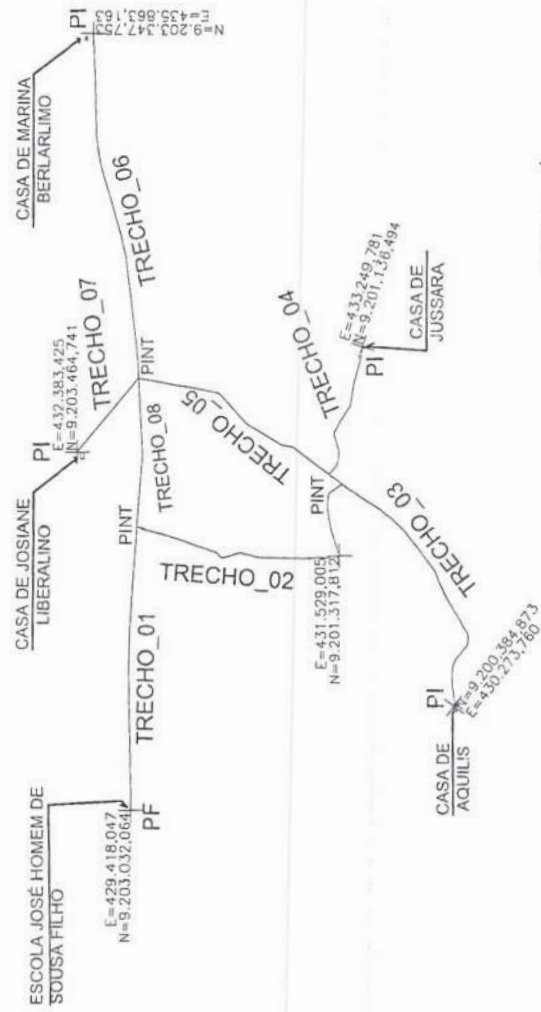 ESCOLA JOSÉ HOMEM DE
SOUSA FILHO
E=429.418,047
N=9.203.032,064
PF
TRECHO_01
CASA DE JOSIANE
LIBERALINO
PI
E=432.383,425
N=9.203.464,741
TRECHO_07
PINT
TRECHO_08
PINT
TRECHO_06
CASA DE MARINA
BERLARLIMO
PI
N=9.203.347,753
E=435.863,163
TRECHO_02
E=431.529,005
N=9.201.317,812
PINT
TRECHO_05
TRECHO_04
E=433.249,781
N=9.201.136,494
PI
CASA DE
JUSSARA
TRECHO_03
PI
N=9.200.384,873
E=430.273,760
CASA DE
AQUILIS